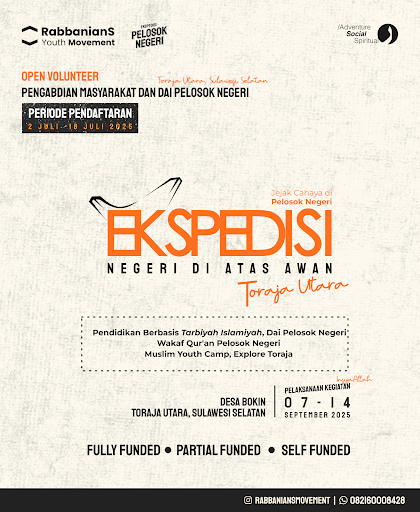 RabbanianS
Youth Movement
EKSPEDISI
PELOSOK
NEGERI
/Adventure
Social
Spiritual
OPEN VOLUNTEER
Toraja Utara, Sulawesi Selatan
PENGABDIAN MASYARAKAT DAN DAI PELOSOK NEGERI
PERIODE PENDAFTARAN
2 JULI-18 JULI 2025
Jejak Cahaya di
Pelosok Negeri
EKSPEDISI
NEGERI DI ATAS AWAN
Toraja Utara
Pendidikan Berbasis Tarbiyah Islamiyah, Dai Pelosok Negeri
Wakaf Qur'an Pelosok Negeri
Muslim Youth Camp, Explore Toraja
InsyaAllah
PELAKSANAAN KEGIATAN
DESA BOKIN
TORAJA UTARA, SULAWESI SELATAN
07 - 14
SEPTEMBER 2025
FULLY FUNDED • PARTIAL FUNDED • SELF FUNDED
RABBANIANSMOVEMENT | 082160008428